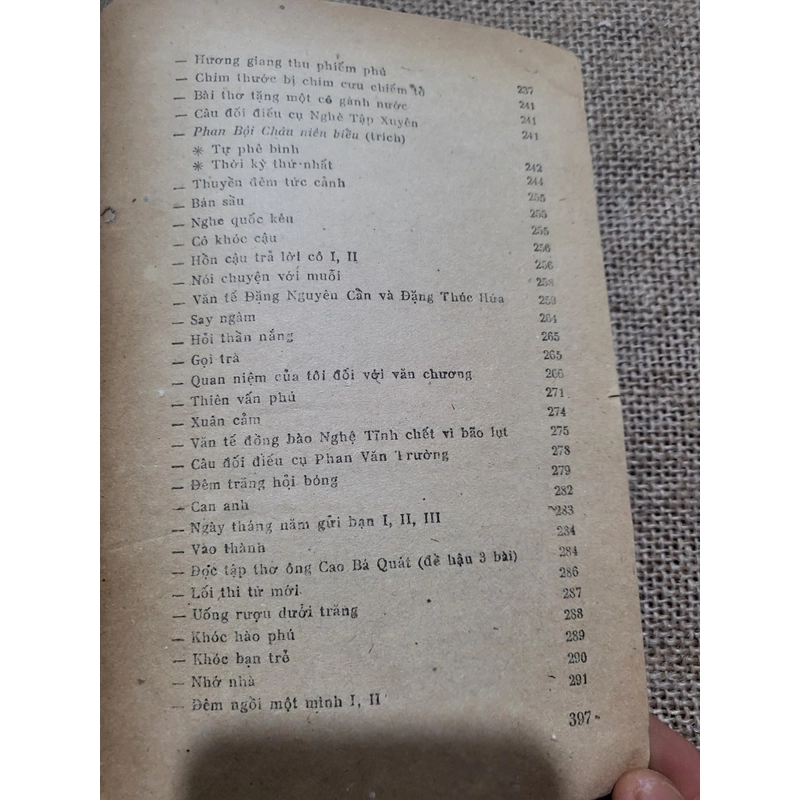 — Hương giang thu phiếm phú 237
— Chim thước bị chim cưu chiếm tổ 241
— Bài thơ tặng một cô gánh nước 241
— Câu đối điếu cụ Nghè Tập Xuyên 241
— Phan Bội Châu niên biểu (trích)
* Tự phê bình 242
* Thời kỳ thứ nhất 244
— Thuyền đêm tức cảnh 255
— Bán sầu 255
— Nghe quốc kêu 255
— Cô khóc cậu 256
— Hồn cậu trả lời cô I, II 256
— Nói chuyện với muỗi 258
— Văn tế Đặng Nguyên Cần và Đặng Thúc Hứa 259
— Say ngâm 264
— Hỏi thần nắng 265
— Gọi trà 265
— Quan niệm của tôi đối với văn chương 266
— Thiên vấn phú 271
— Xuân cảm 274
— Văn tế đồng bào Nghệ Tĩnh chết vì bão lụt 275
— Câu đối điếu cụ Phan Văn Trường 278
— Đêm trăng hỏi bóng 279
— Can anh 282
— Ngày tháng năm gửi bạn I, II, III 283
— Vào thành 284
— Đọc tập thơ ông Cao Bá Quát (đề hậu 3 bài) 284
— Lối thi tứ mới 286
— Uống rượu dưới trăng 287
— Khóc hào phú 288
— Khóc bạn trẻ 289
— Nhớ nhà 290
— Đêm ngồi một mình I, II 291
397